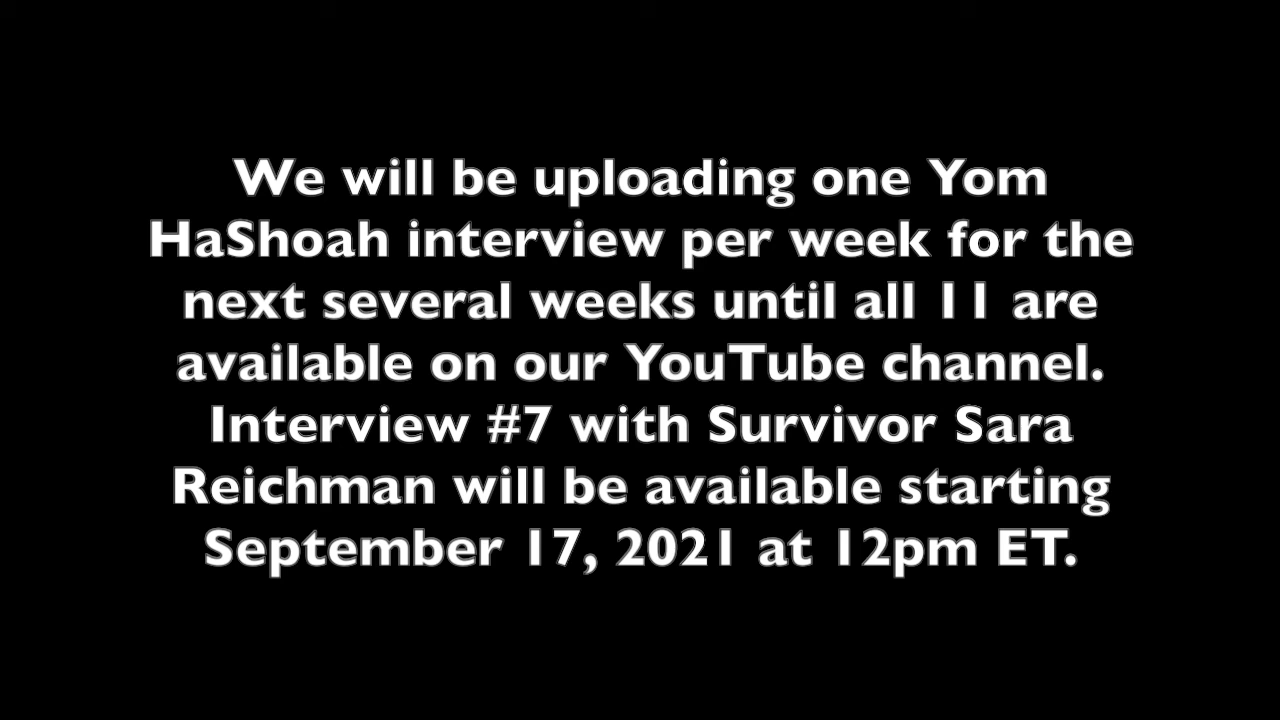 We will be uploading one Yom
HaShoah interview per week for the
next several weeks until all 11 are
available on our YouTube channel.
Interview #7 with Survivor Sara
Reichman will be available starting
September 17, 2021 at 12pm ET.